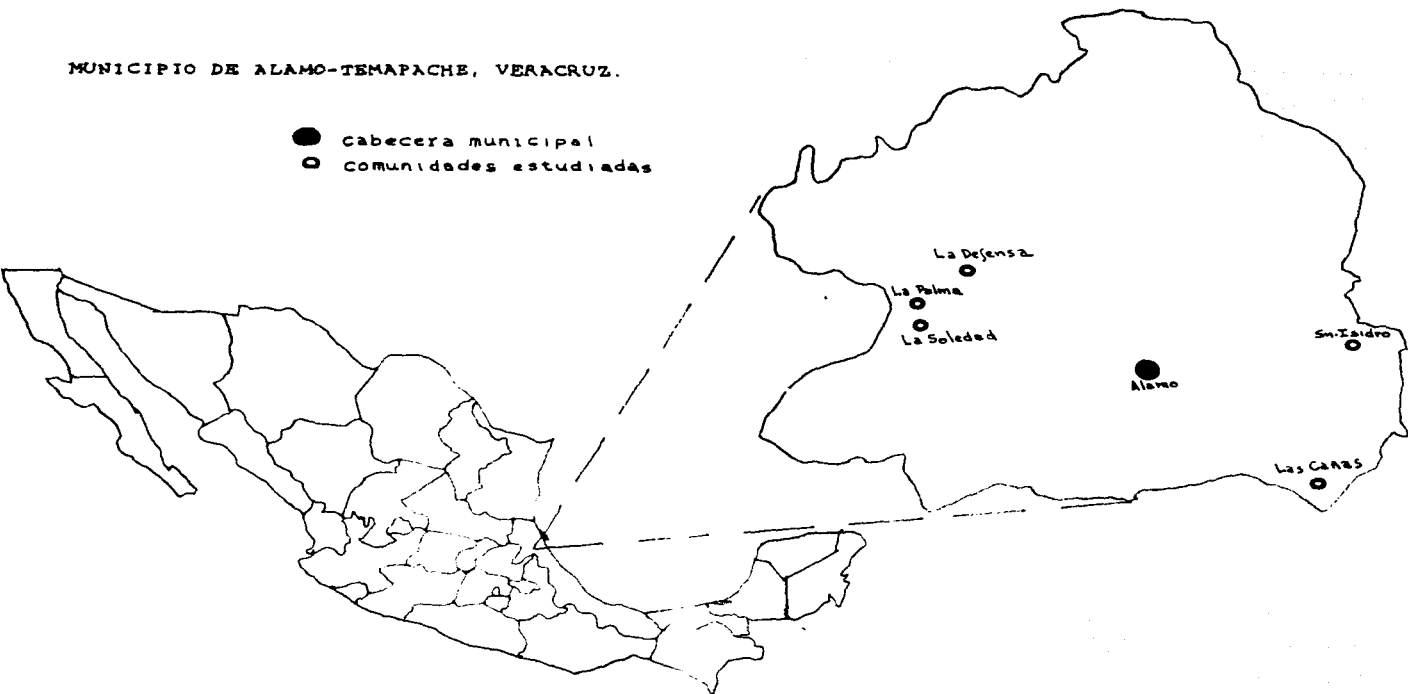 MUNICIPIO DE ALAMO-TEMAPACHE, VERACRUZ.
cabecera municipal
comunidades estudiadas
La Defensa
La Palma
La Soledad
Sn. Isidro
Alamo
Las Cañas